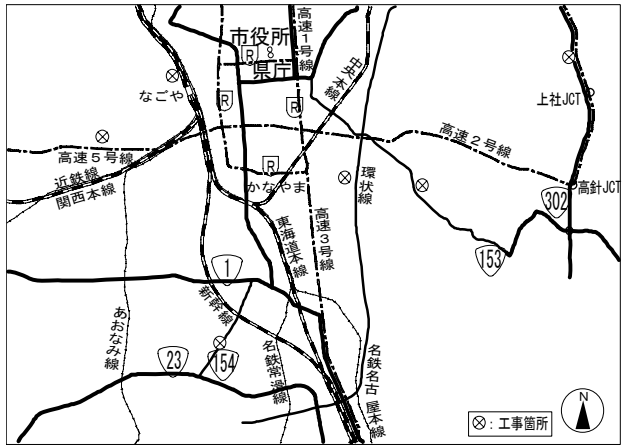 市役所
県庁
高速1号線
中央本線
R
R
R
R
なごや
上社JCT
高速5号線
近鉄線
関西本線
高速2号線
かなやま
環状線
高針JCT
302
153
東海道本線
高速3号線
1
新幹線
あおなみ線
23
154
名鉄常滑線
名鉄名古屋本線
N
⊗：工事箇所